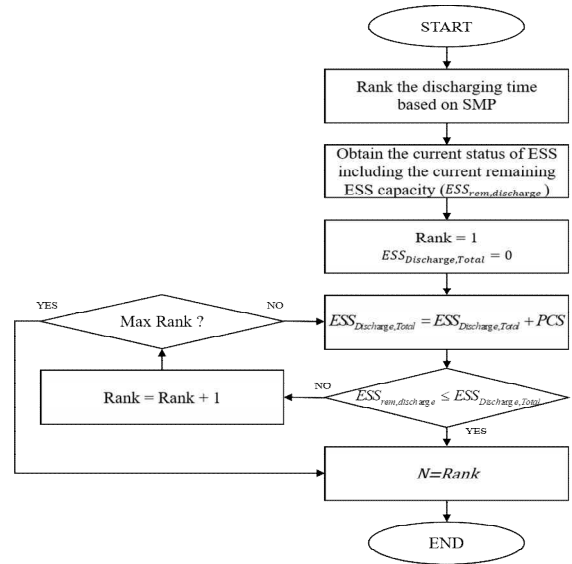 START
Rank the discharging time
based on SMP
Obtain the current status of ESS
including the current remaining
ESS capacity (ESS_rem,discharge )
Rank = 1
ESS_Discharge,Total = 0
YES
NO
Max Rank ?
ESS_Discharge,Total = ESS_Discharge,Total + PCS
NO
Rank = Rank + 1
ESS_rem,discharge ≤ ESS_Discharge,Total
YES
N=Rank
END